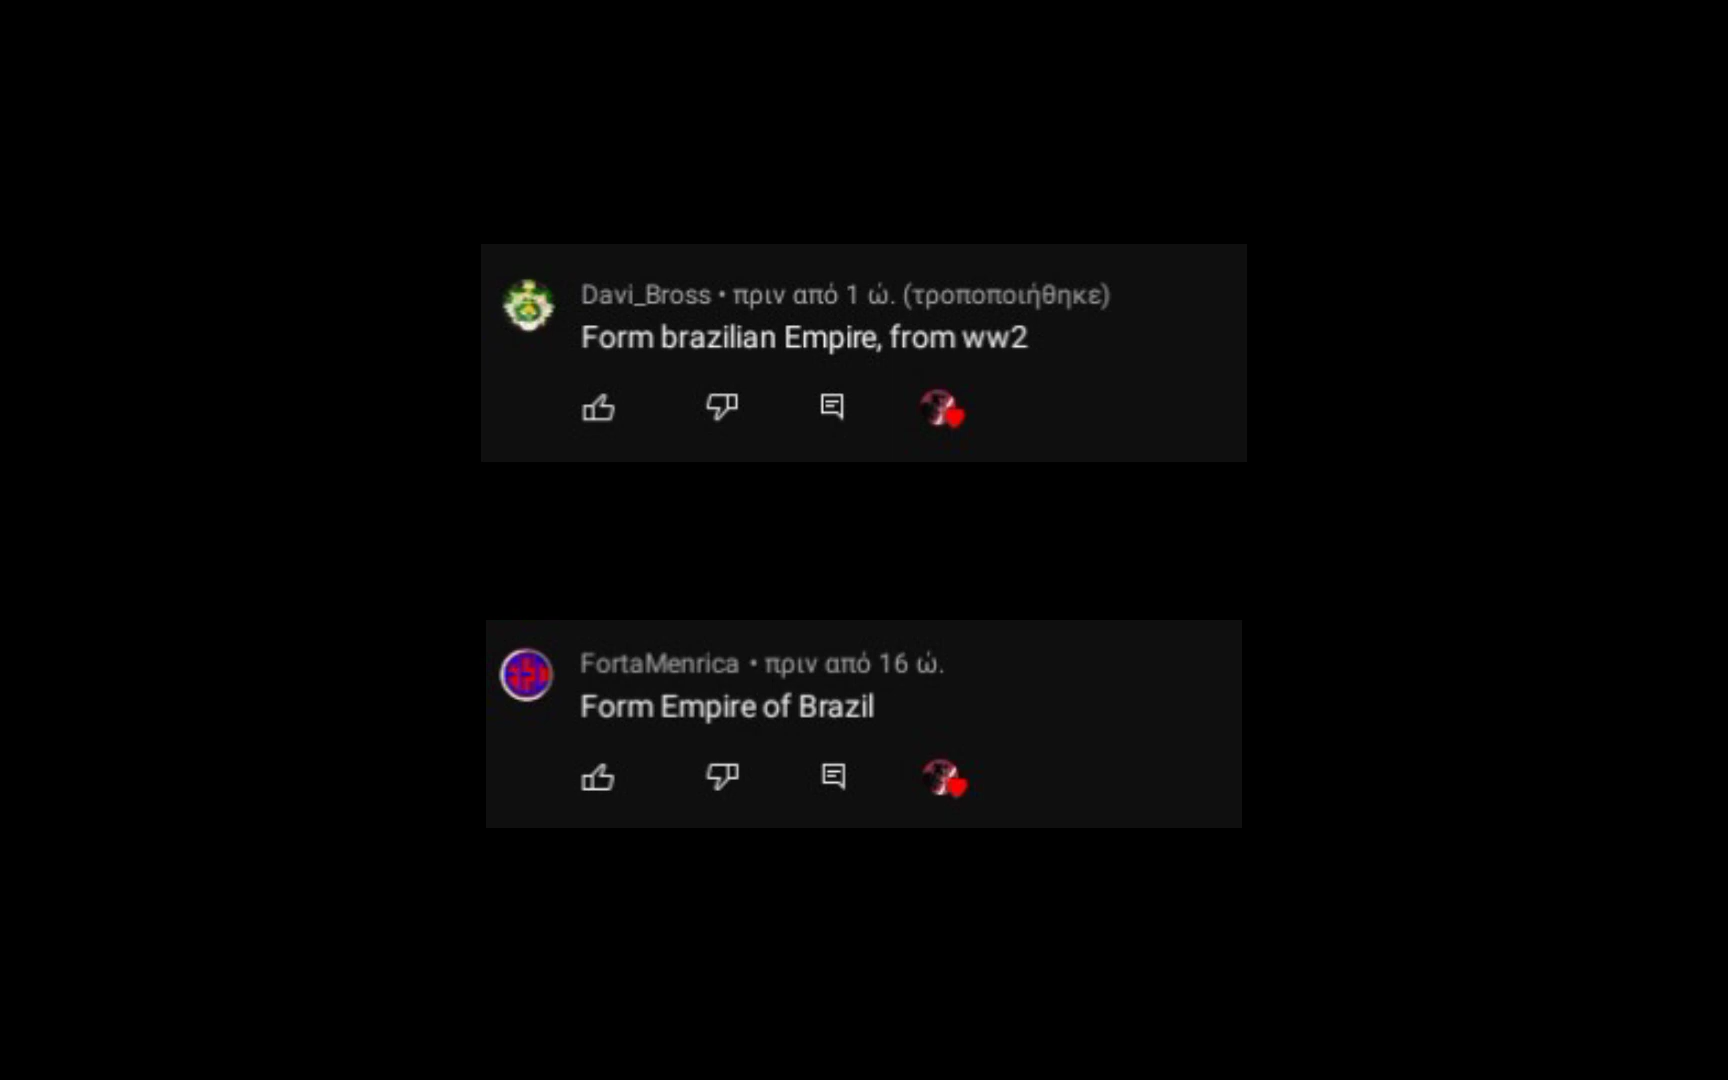 Davi_Bross • πριν από 1 ώ. (τροποποιήθηκε)
Form brazilian Empire, from ww2
FortaMenrica • πριν από 16 ώ.
Form Empire of Brazil